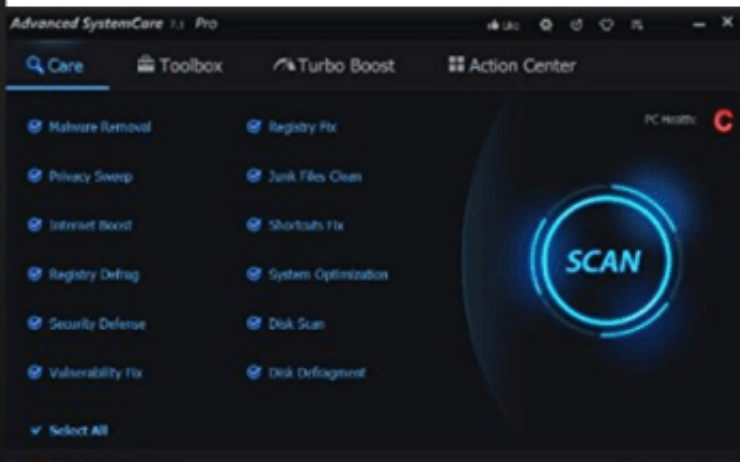 Advanced SystemCare 7.1 Pro
Like
Care Toolbox Turbo Boost Action Center
Malware Removal Registry Fix
PC Health: C
Privacy Sweep Junk Files Clean
Internet Boost Shortcuts Fix
SCAN
Registry Defrag System Optimization
Security Defense Disk Scan
Vulnerability Fix Disk Defragment
Select All